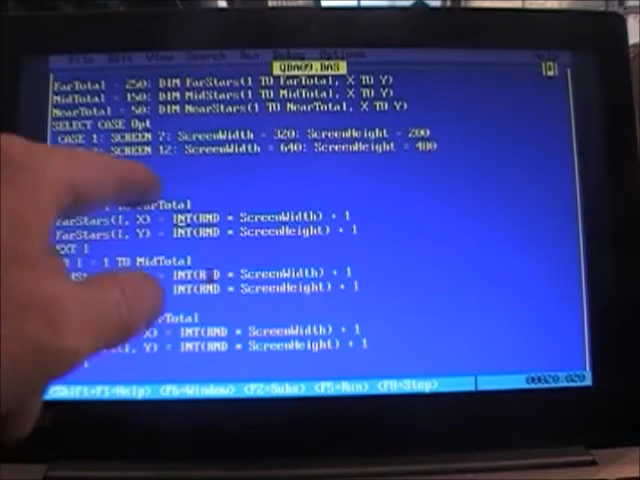 File Edit View Search Run Debug Options Help
QBA09.BAS
FarTotal = 250: DIM FarStars(1 TO FarTotal, X TO Y)
MidTotal = 150: DIM MidStars(1 TO MidTotal, X TO Y)
NearTotal = 50: DIM NearStars(1 TO NearTotal, X TO Y)
SELECT CASE Opt
CASE 1: SCREEN 7: ScreenWidth = 320: ScreenHeight = 200
SCREEN 12: ScreenWidth = 640: ScreenHeight = 480
TO FarTotal
FarStars(I, X) = INT(RND * ScreenWidth) + 1
FarStars(I, Y) = INT(RND * ScreenHeight) + 1
NEXT I
I = 1 TO MidTotal
= INT(RND * ScreenWidth) + 1
INT(RND * ScreenHeight) + 1
Total
X) = INT(RND * ScreenWidth) + 1
(I, Y) = INT(RND * ScreenHeight) + 1
<Shift+F1=Help> <F6=Window> <F2=Subs> <F5=Run> <F8=Step> 00020:020